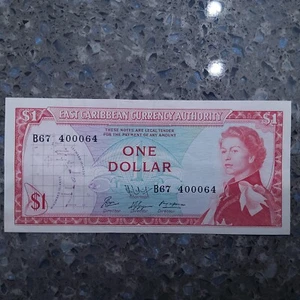 $1 EAST CARIBBEAN CURRENCY AUTHORITY $1
THESE NOTES ARE LEGAL TENDER
FOR THE PAYMENT OF ANY AMOUNT
B67 400064
ONE
DOLLAR
B67 400064
$1